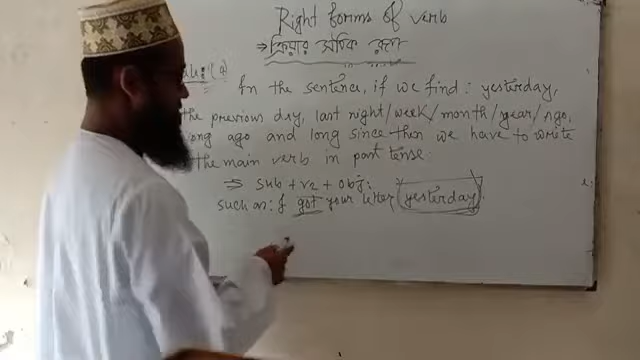 Right forms of verb
⇒ ক্রিয়ার সঠিক রূপ
In the sentence, if we find: yesterday,
the previous day, last night/week/month/year/Ago,
long ago and long since then we have to write
the main verb in past tense.
⇒ Sub + v2 + obj:
such as: I got your letter yesterday.